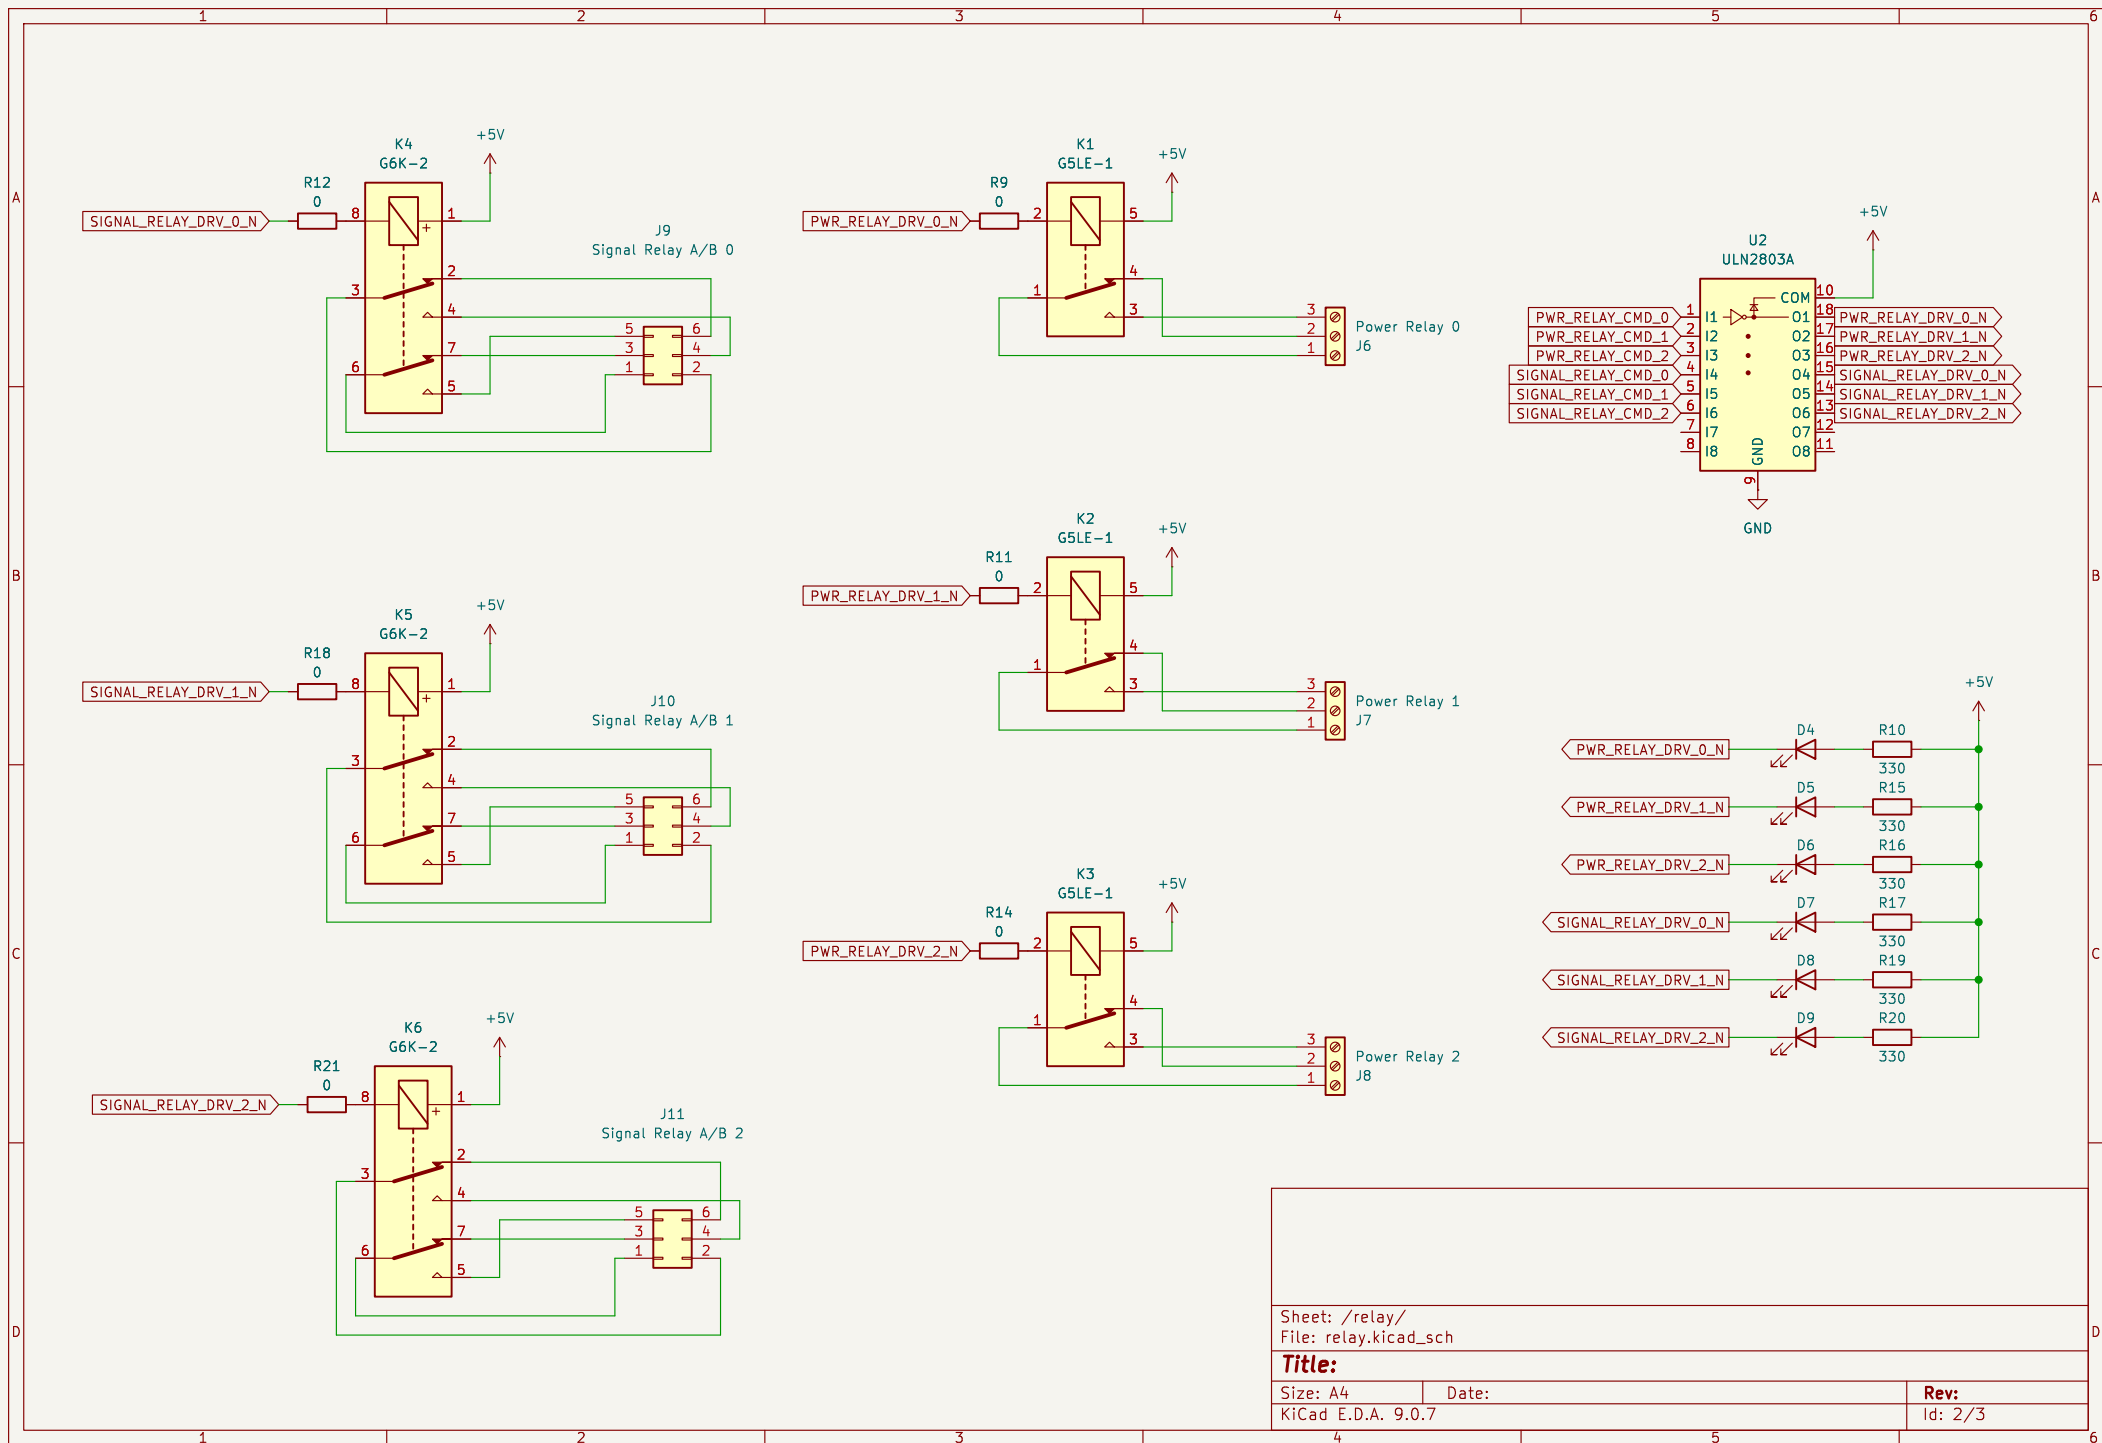 1 2 3 4 5 6
A A
B B
C C
D D
K4
G6K-2
+5V
R12
0
SIGNAL_RELAY_DRV_0_N
8 1
+
2
3
4
7
6
5
J9
Signal Relay A/B 0
5 6
3 4
1 2
K5
G6K-2
+5V
R18
0
SIGNAL_RELAY_DRV_1_N
8 1
+
2
3
4
7
6
5
J10
Signal Relay A/B 1
5 6
3 4
1 2
K6
G6K-2
+5V
R21
0
SIGNAL_RELAY_DRV_2_N
8 1
+
2
3
4
7
6
5
J11
Signal Relay A/B 2
5 6
3 4
1 2
K1
G5LE-1
+5V
R9
0
PWR_RELAY_DRV_0_N
2 5
4
1
3
3
2
1
Power Relay 0
J6
K2
G5LE-1
+5V
R11
0
PWR_RELAY_DRV_1_N
2 5
4
1
3
3
2
1
Power Relay 1
J7
K3
G5LE-1
+5V
R14
0
PWR_RELAY_DRV_2_N
2 5
4
1
3
3
2
1
Power Relay 2
J8
+5V
U2
ULN2803A
COM 10
PWR_RELAY_CMD_0 1 I1 O1 18 PWR_RELAY_DRV_0_N
PWR_RELAY_CMD_1 2 I2 O2 17 PWR_RELAY_DRV_1_N
PWR_RELAY_CMD_2 3 I3 O3 16 PWR_RELAY_DRV_2_N
SIGNAL_RELAY_CMD_0 4 I4 O4 15 SIGNAL_RELAY_DRV_0_N
SIGNAL_RELAY_CMD_1 5 I5 O5 14 SIGNAL_RELAY_DRV_1_N
SIGNAL_RELAY_CMD_2 6 I6 O6 13 SIGNAL_RELAY_DRV_2_N
7 I7 O7 12
8 I8 O8 11
GND
9
GND
+5V
D4 R10
PWR_RELAY_DRV_0_N
330
D5 R15
PWR_RELAY_DRV_1_N
330
D6 R16
PWR_RELAY_DRV_2_N
330
D7 R17
SIGNAL_RELAY_DRV_0_N
330
D8 R19
SIGNAL_RELAY_DRV_1_N
330
D9 R20
SIGNAL_RELAY_DRV_2_N
330
Sheet: /relay/
File: relay.kicad_sch
Title:
Size: A4 Date: Rev:
KiCad E.D.A. 9.0.7 Id: 2/3
1 2 3 4 5 6